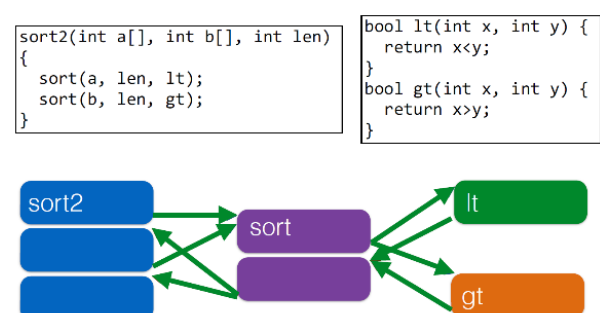 sort2(int a[], int b[], int len)
{
  sort(a, len, lt);
  sort(b, len, gt);
}
bool lt(int x, int y) {
  return x<y;
}
bool gt(int x, int y) {
  return x>y;
}
sort2
sort
lt
gt